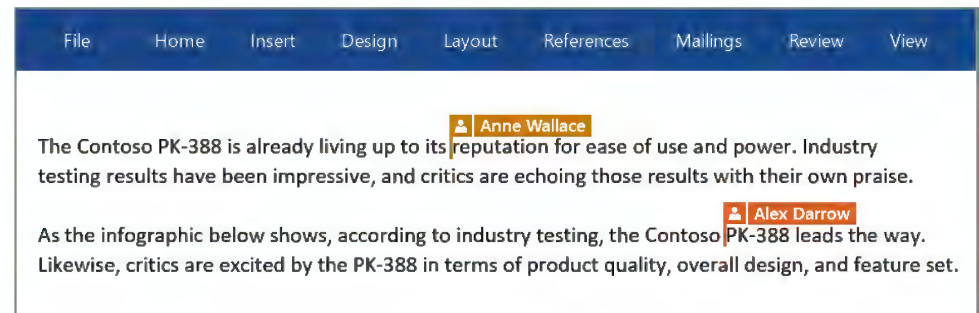 File Home Insert Design Layout References Mailings Review View
Anne Wallace
The Contoso PK-388 is already living up to its reputation for ease of use and power. Industry
testing results have been impressive, and critics are echoing those results with their own praise.
Alex Darrow
As the infographic below shows, according to industry testing, the Contoso PK-388 leads the way.
Likewise, critics are excited by the PK-388 in terms of product quality, overall design, and feature set.